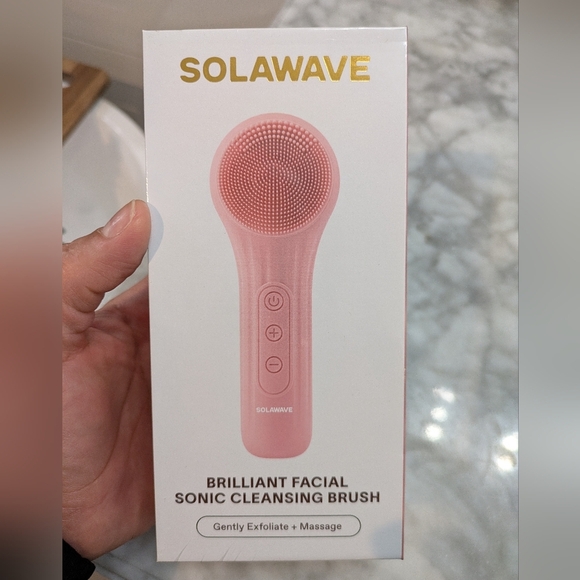 SOLAWAVE
SOLAWAVE
BRILLIANT FACIAL
SONIC CLEANSING BRUSH
Gently Exfoliate + Massage